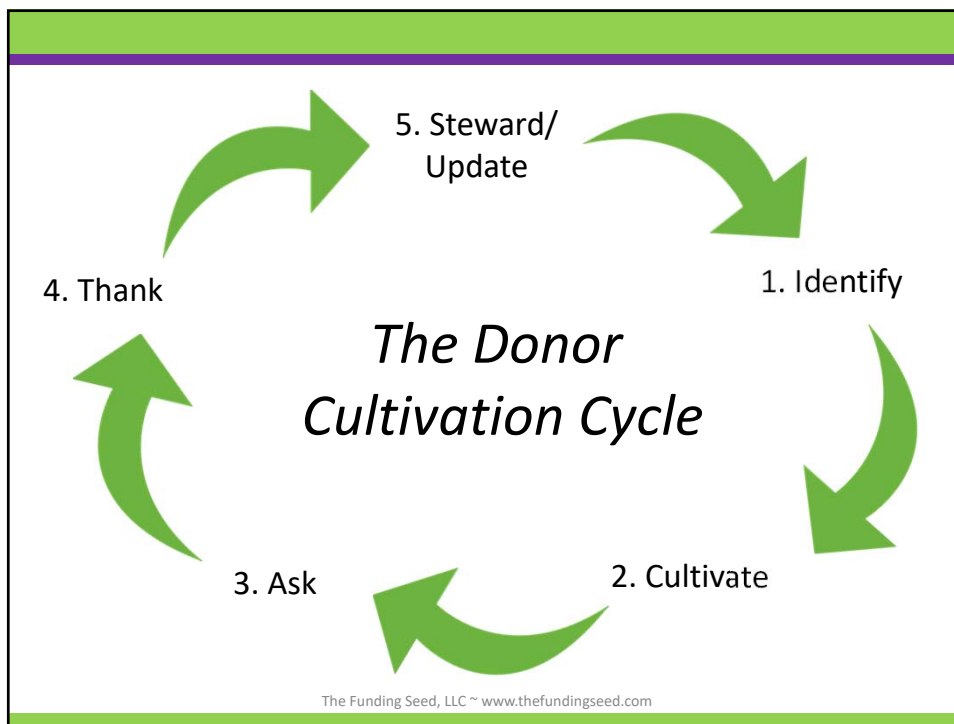 5. Steward/
Update
1. Identify
4. Thank
The Donor
Cultivation Cycle
2. Cultivate
3. Ask
The Funding Seed, LLC ~ www.thefundingseed.com